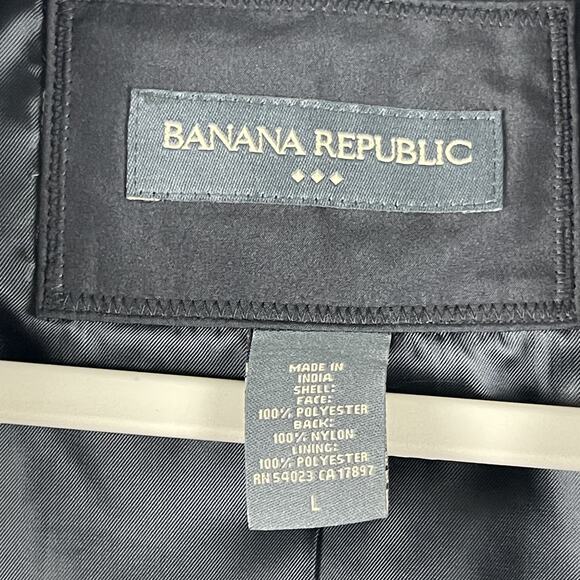 BANANA REPUBLIC
MADE IN
INDIA
SHELL:
FACE:
100% POLYESTER
BACK:
100% NYLON
LINING:
100% POLYESTER
RN 54023 CA 17897
L